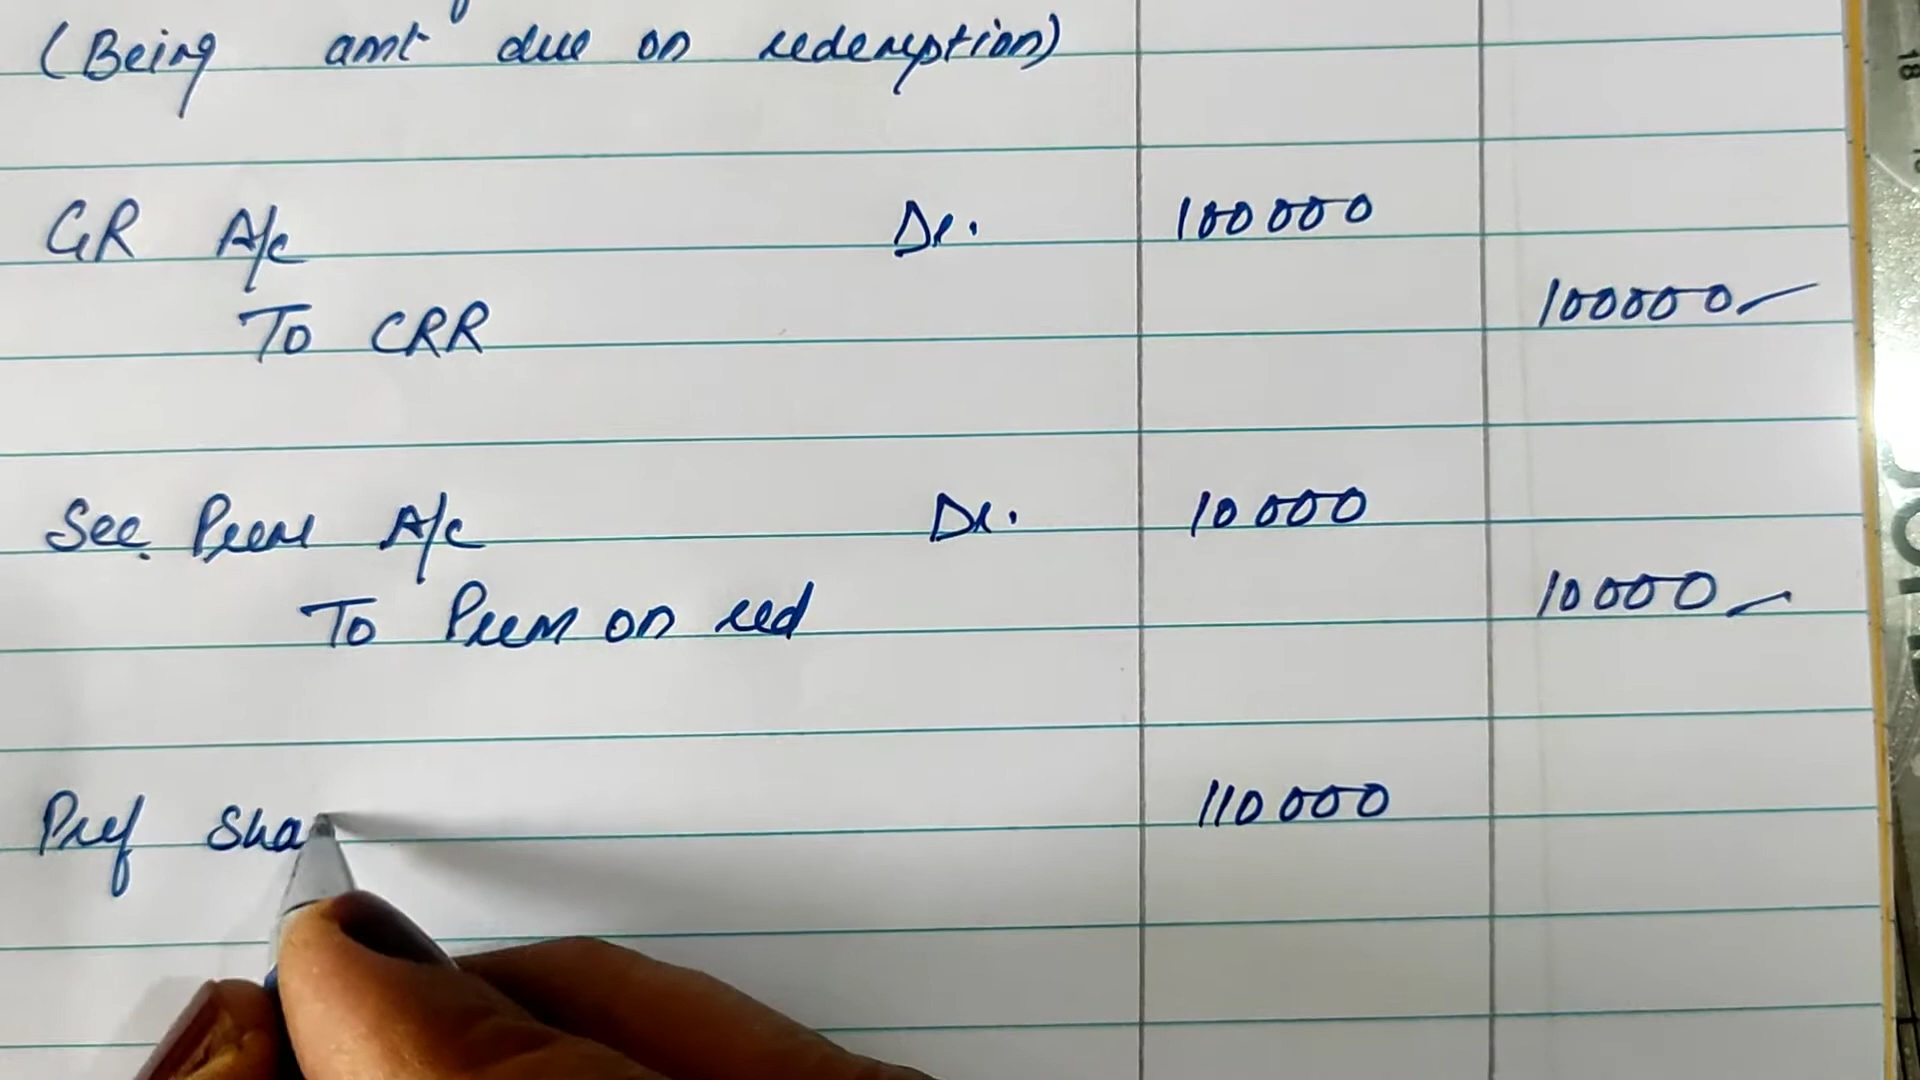 (Being amt due on redemption)
GR A/c Dr. 100000
To CRR 100000
Sec. Prem A/c Dr. 10000
To Prem on red 10000
Pref Sha 110000
18